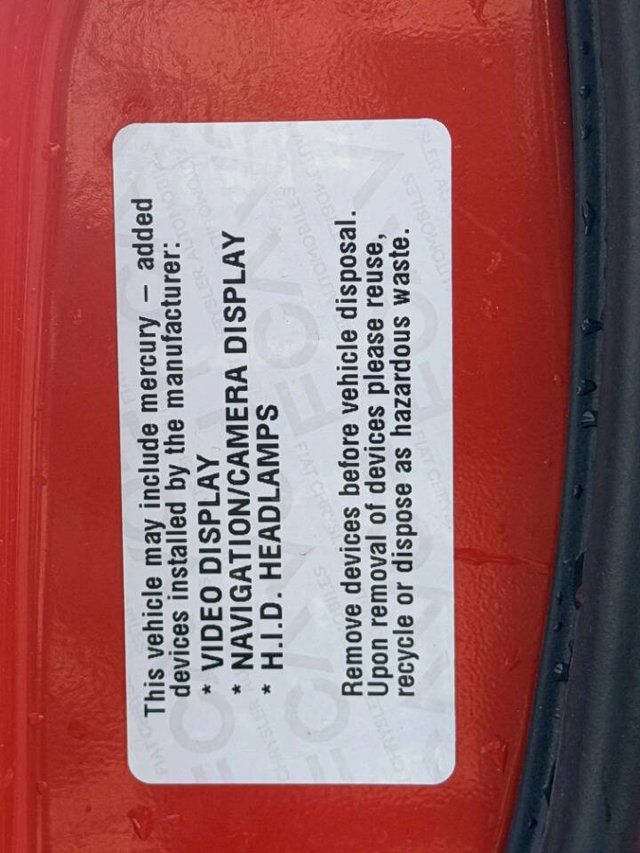 This vehicle may include mercury – added
devices installed by the manufacturer:
* VIDEO DISPLAY
* NAVIGATION/CAMERA DISPLAY
* H.I.D. HEADLAMPS
Remove devices before vehicle disposal.
Upon removal of devices please reuse,
recycle or dispose as hazardous waste.